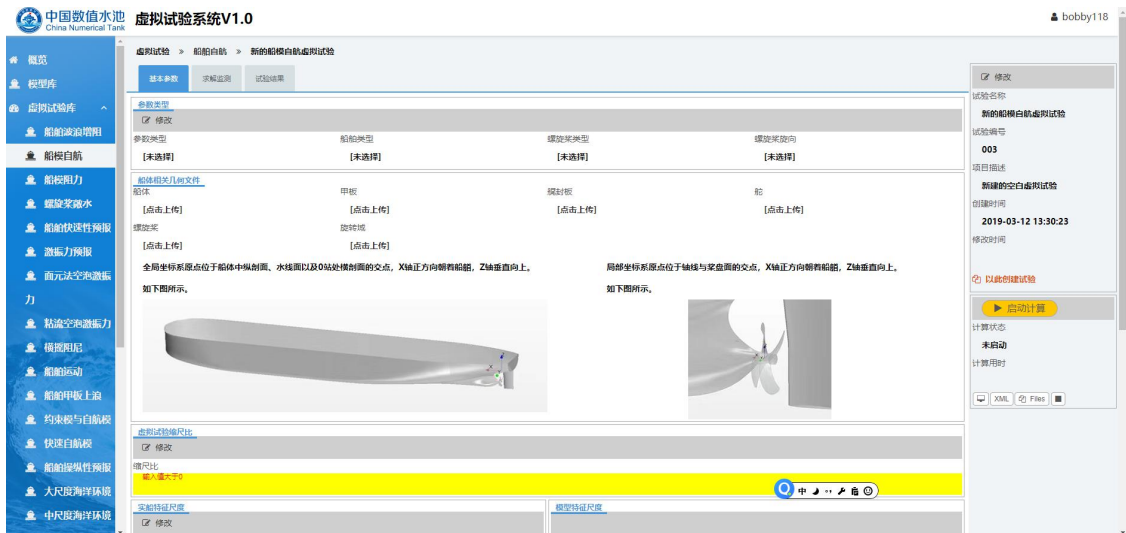 中国数值水池
China Numerical Tank
虚拟试验系统V1.0
bobby118
概览
模型库
虚拟试验库
船舶波浪增阻
船模自航
船模阻力
螺旋桨敞水
船舶快速性预报
激振力预报
面元法空泡激振
力
粘流空泡激振力
横摇阻尼
船舶运动
船舶甲板上浪
约束模与自航模
快速自航模
船舶操纵性预报
大尺度海洋环境
中尺度海洋环境
虚拟试验 » 船舶自航 » 新的船模自航虚拟试验
基本参数 求解监测 试验结果
参数类型
修改
参数类型 船舶类型 螺旋桨类型 螺旋桨旋向
[未选择] [未选择] [未选择] [未选择]
船体相关几何文件
船体 甲板 艉封板 舵
[点击上传] [点击上传] [点击上传] [点击上传]
螺旋桨 旋转域
[点击上传] [点击上传]
全局坐标系原点位于船体中纵剖面、水线面以及0站处横剖面的交点，X轴正方向朝着船艏，Z轴垂直向上。
如下图所示。
局部坐标系原点位于轴线与桨盘面的交点，X轴正方向朝着船艏，Z轴垂直向上。
如下图所示。
虚拟试验缩尺比
修改
缩尺比
输入值大于0
中
实船特征尺度 模型特征尺度
修改
修改
试验名称
新的船模自航虚拟试验
试验编号
003
项目描述
新建的空白虚拟试验
创建时间
2019-03-12 13:30:23
修改时间
以此创建试验
启动计算
计算状态
未启动
计算用时
XML Files